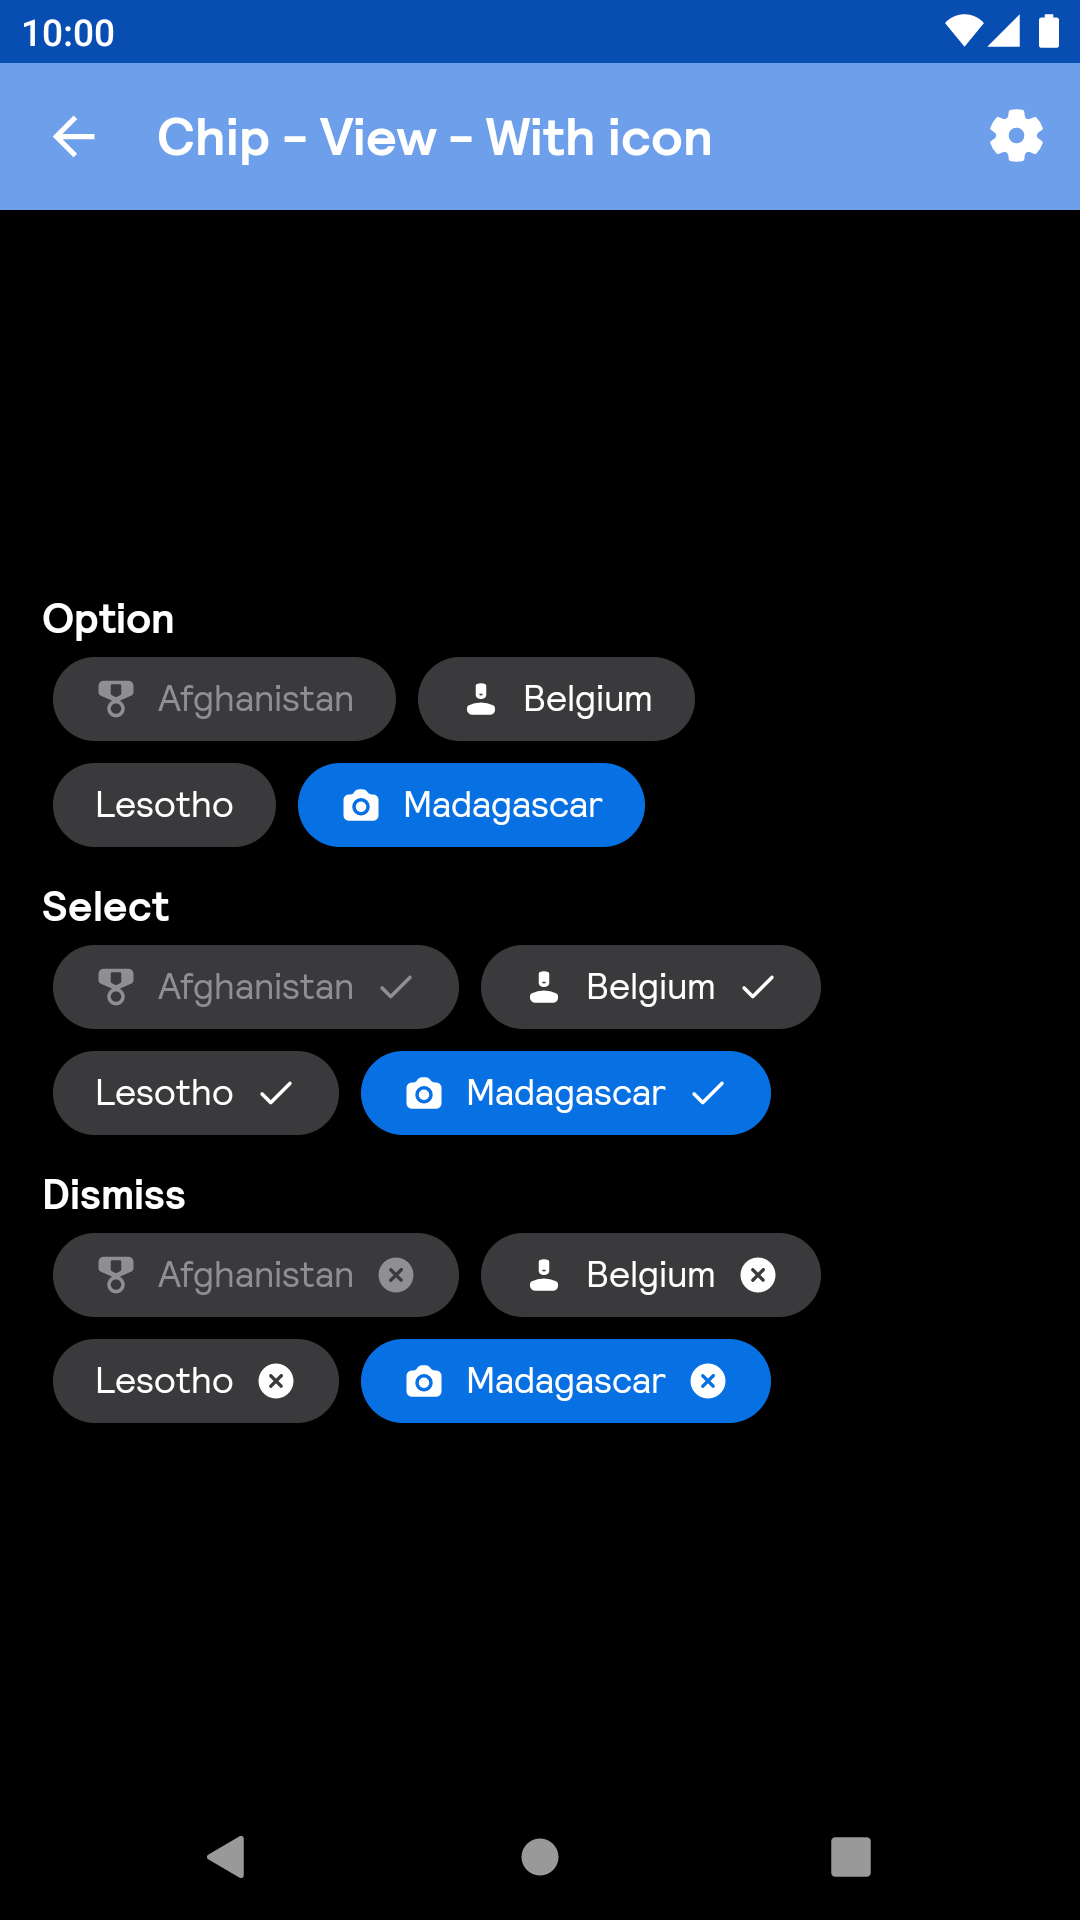 10:00
Chip - View - With icon
Option
Afghanistan Belgium
Lesotho Madagascar
Select
Afghanistan Belgium
Lesotho Madagascar
Dismiss
Afghanistan Belgium
Lesotho Madagascar